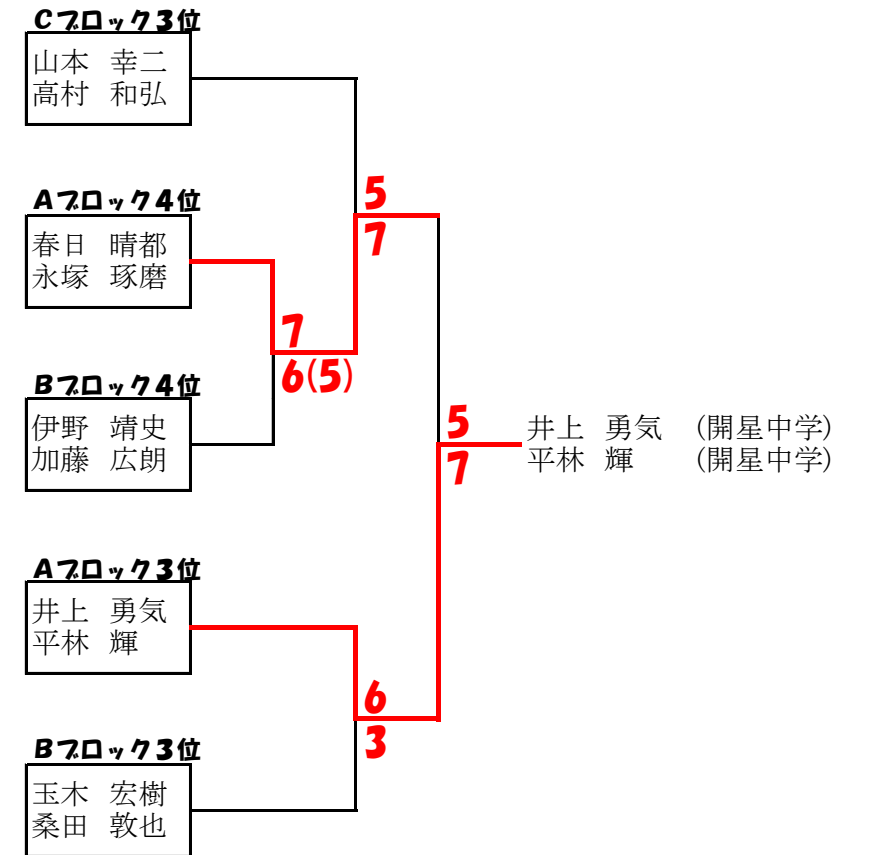 Cブロック3位
山本 幸二
高村 和弘
Aブロック4位
春日 晴都
永塚 琢磨
Bブロック4位
伊野 靖史
加藤 広朗
Aブロック3位
井上 勇気
平林 輝
Bブロック3位
玉木 宏樹
桑田 敦也
7
6(5)
5
7
6
3
5
7
井上 勇気 (開星中学)
平林 輝 (開星中学)